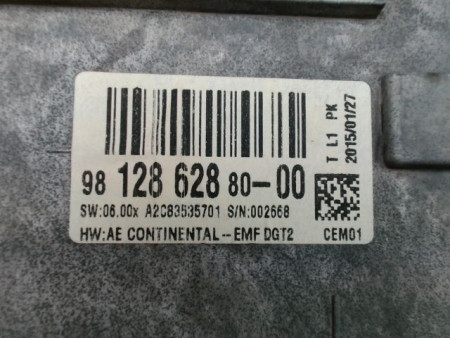 98 128 628 80-00
SW:06.00x A2C83535701 S/N:002668
HW:AE CONTINENTAL--EMF DGT2
CEM01
T L1 PK
2015/01/27